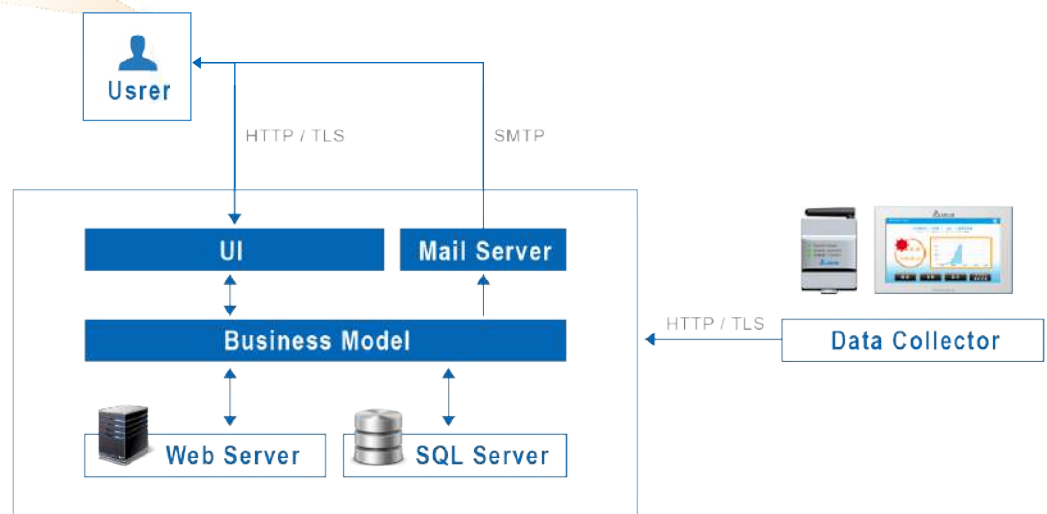 Usrer
HTTP / TLS
SMTP
UI
Mail Server
Business Model
HTTP / TLS
Data Collector
Web Server
SQL Server